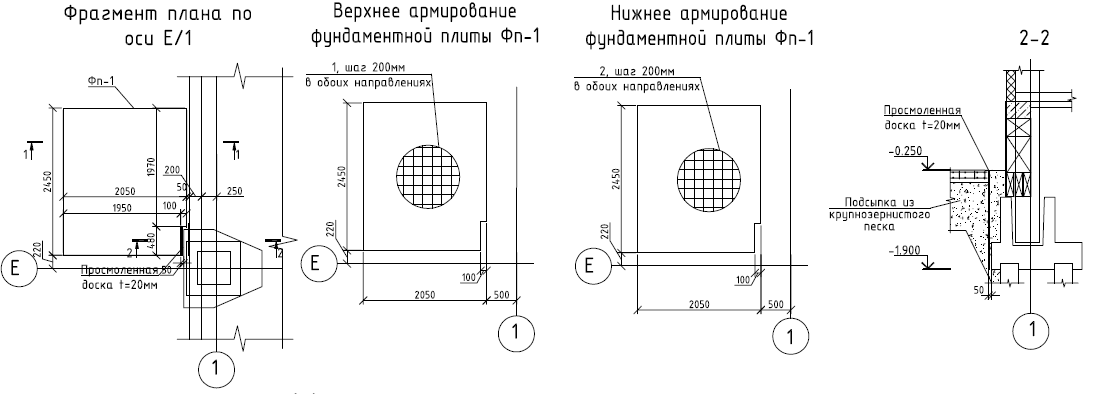 Фрагмент плана по
оси Е/1
Фп-1
1
1
2450
1970
200
2050
50
250
1950
100
480
220
2
2
Просмоленная
доска t=20мм
50
Е
1
Верхнее армирование
фундаментной плиты Фп-1
1, шаг 200мм
в обоих направлениях
2450
220
Е
100
2050
500
1
Нижнее армирование
фундаментной плиты Фп-1
2, шаг 200мм
в обоих направлениях
2450
220
Е
100
2050
500
1
2-2
Просмоленная
доска t=20мм
-0.250
Подсыпка из
крупнозернистого
песка
-1.900
50
1